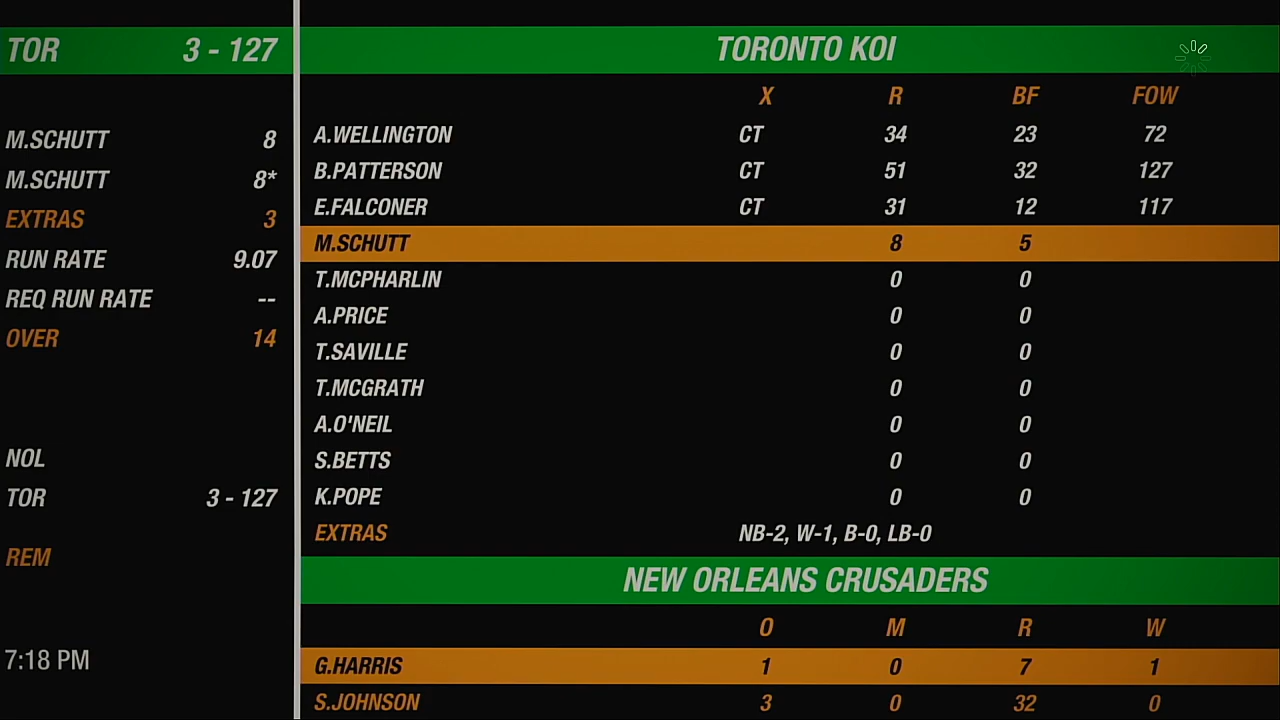 TOR 3 - 127
M.SCHUTT 8
M.SCHUTT 8*
EXTRAS 3
RUN RATE 9.07
REQ RUN RATE --
OVER 14
NOL
TOR 3 - 127
REM
7:18 PM
TORONTO KOI
X R BF FOW
A.WELLINGTON CT 34 23 72
B.PATTERSON CT 51 32 127
E.FALCONER CT 31 12 117
M.SCHUTT 8 5
T.MCPHARLIN 0 0
A.PRICE 0 0
T.SAVILLE 0 0
T.MCGRATH 0 0
A.O'NEIL 0 0
S.BETTS 0 0
K.POPE 0 0
EXTRAS NB-2, W-1, B-0, LB-0
NEW ORLEANS CRUSADERS
O M R W
G.HARRIS 1 0 7 1
S.JOHNSON 3 0 32 0